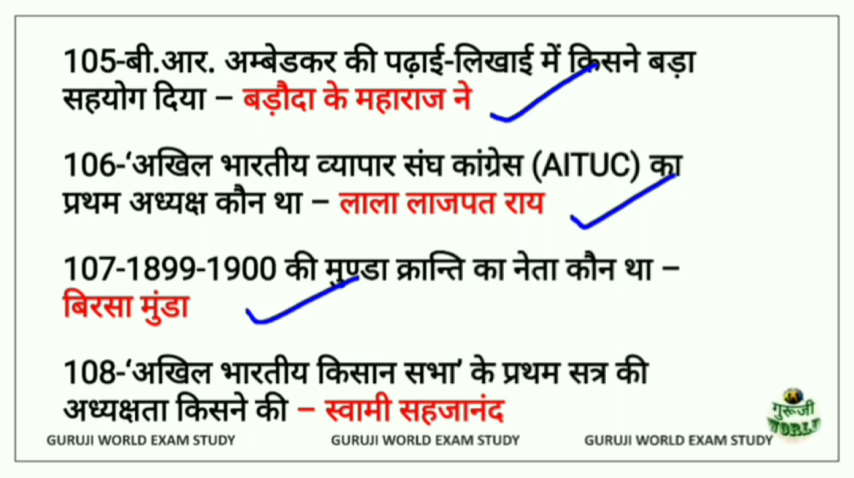 105-बी.आर. अम्बेडकर की पढ़ाई-लिखाई में किसने बड़ा
सहयोग दिया – बड़ौदा के महाराज ने
106-‘अखिल भारतीय व्यापार संघ कांग्रेस (AITUC) का
प्रथम अध्यक्ष कौन था – लाला लाजपत राय
107-1899-1900 की मुण्डा क्रान्ति का नेता कौन था –
बिरसा मुंडा
108-‘अखिल भारतीय किसान सभा’ के प्रथम सत्र की
अध्यक्षता किसने की – स्वामी सहजानंद
गुरूजी
WORLD
GURUJI WORLD EXAM STUDY GURUJI WORLD EXAM STUDY GURUJI WORLD EXAM STUDY